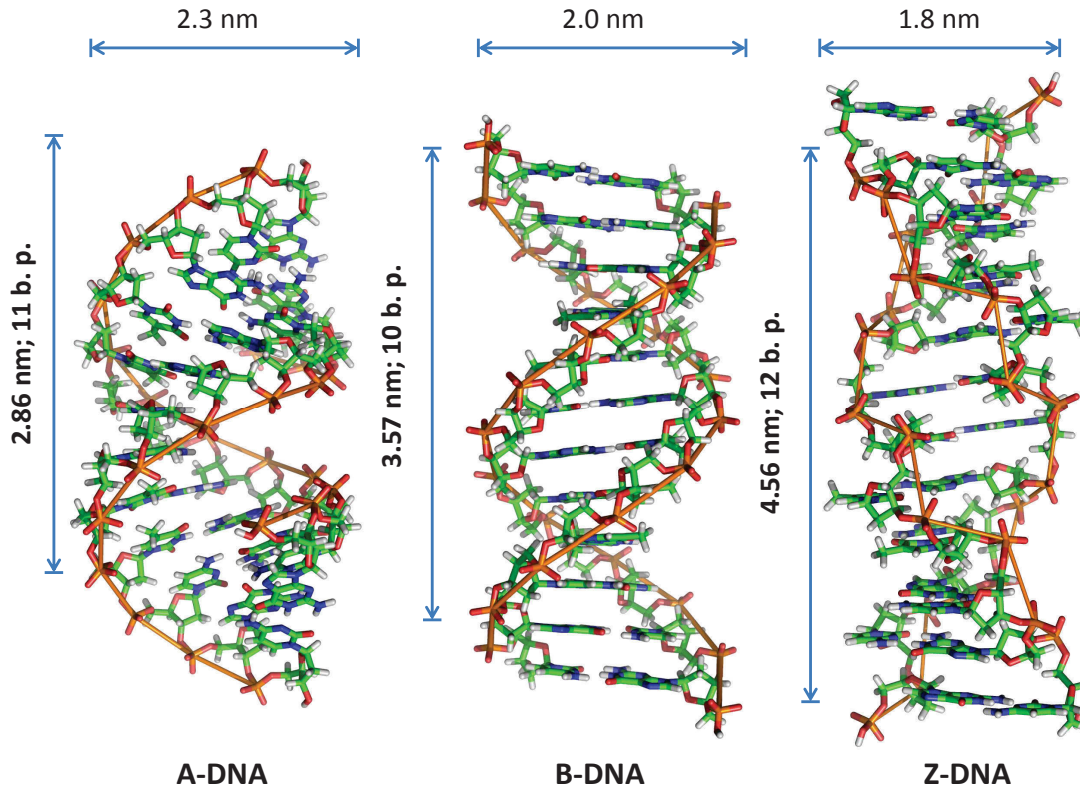 2.3 nm
2.0 nm
1.8 nm
2.86 nm; 11 b. p.
3.57 nm; 10 b. p.
4.56 nm; 12 b. p.
A-DNA
B-DNA
Z-DNA